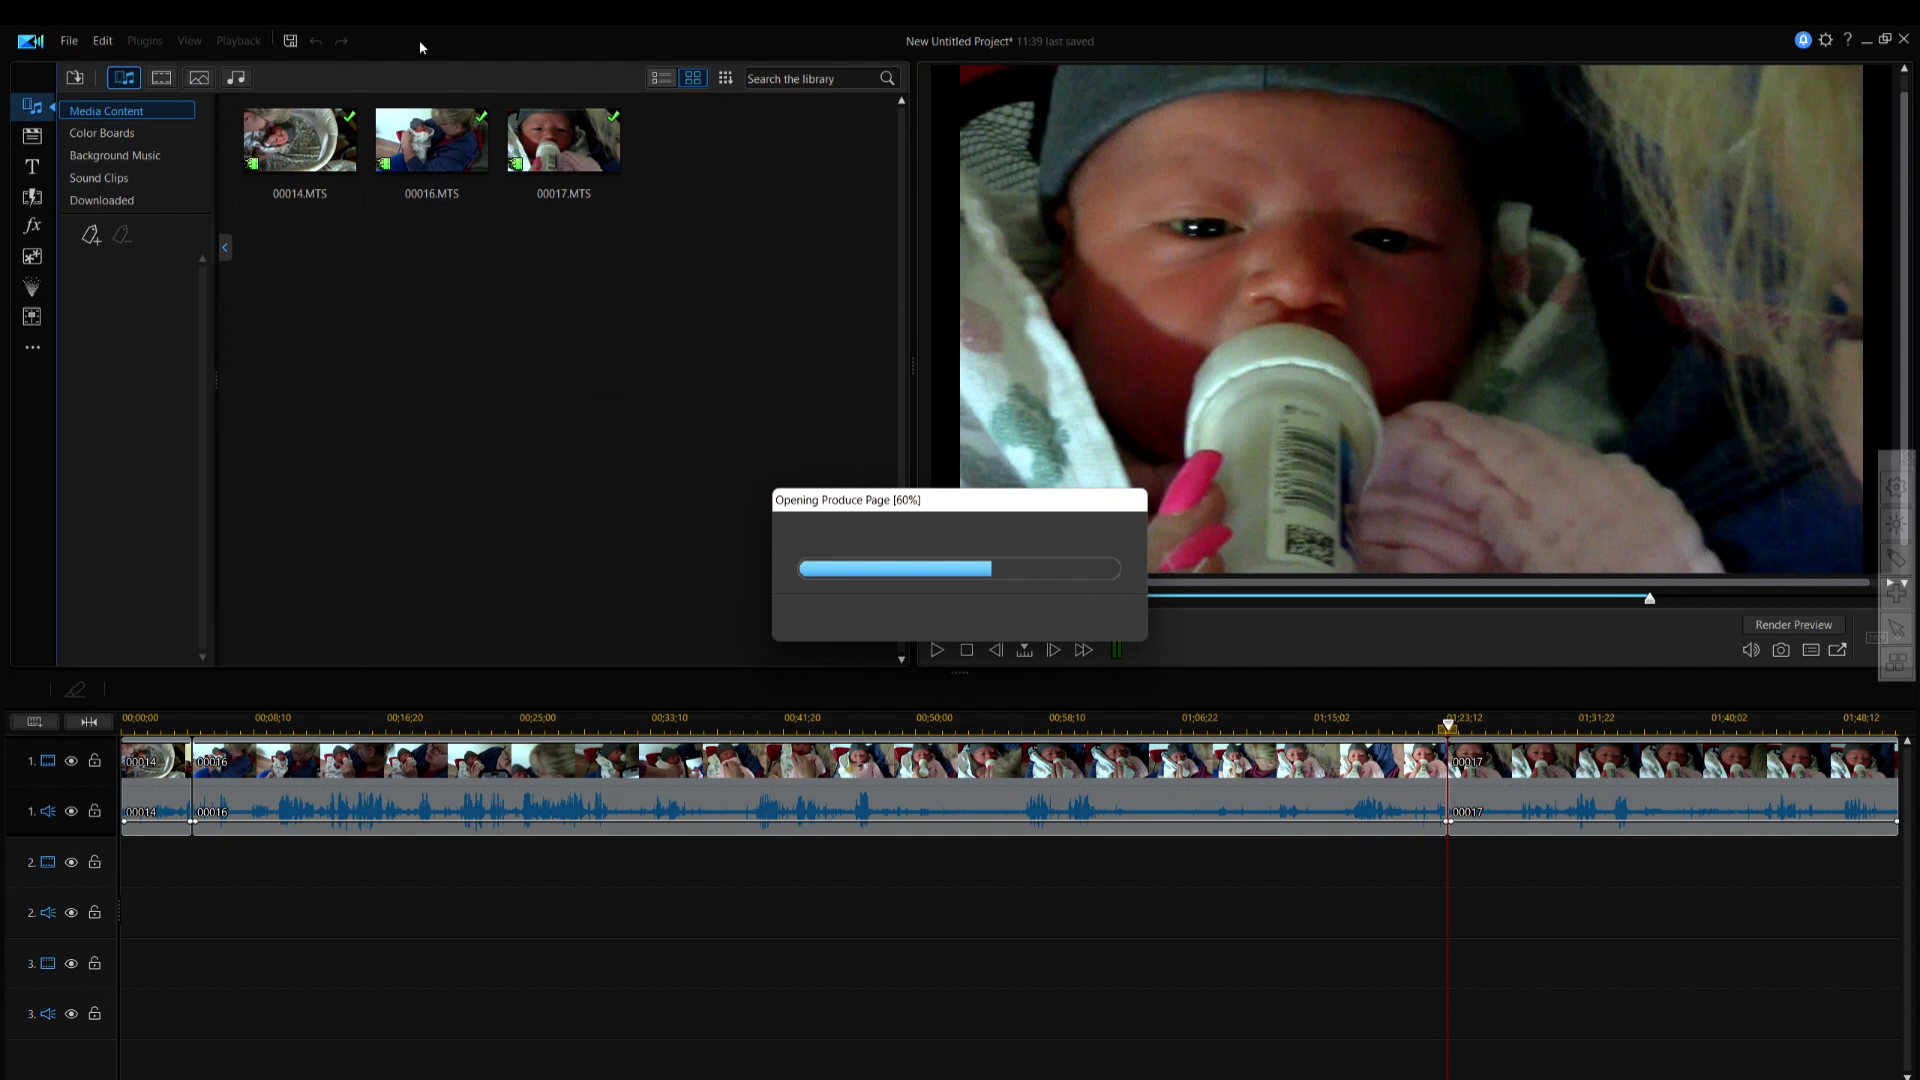 File Edit Plugins View Playback
New Untitled Project* 11:39 last saved
Search the library
Media Content
Color Boards
Background Music
Sound Clips
Downloaded
00014.MTS
00016.MTS
00017.MTS
Opening Produce Page [60%]
Render Preview
00;00;00 00;08;10 00;16;20 00;25;00 00;33;10 00;41;20 00;50;00 00;58;10 01;06;22 01;15;02 01;23;12 01;31;22 01;40;02 01;48;12
1. 00014 00016 00017
1. 00014 00016 00017
2.
2.
3.
3.